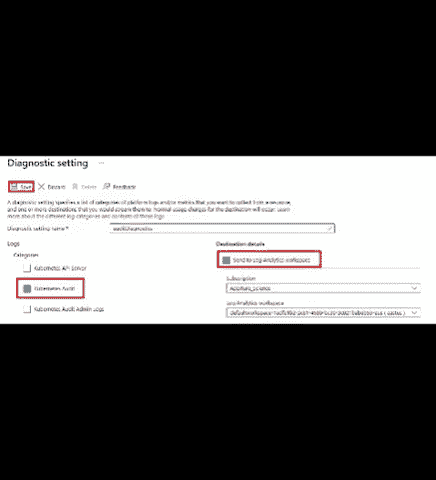 Diagnostic setting ...
Save Discard Delete Feedback
A diagnostic setting specifies a list of categories of platform logs and/or metrics that you want to collect from a resource,
and one or more destinations that you would stream them to. Normal usage charges for the destination will occur. Learn
more about the different log categories and contents of those logs
Diagnostic setting name *
Logs
Destination details
Categories
Send to Log Analytics workspace
Kubernetes API Server
Subscription
Kubernetes Audit
Kubernetes Audit Admin Logs
Log Analytics workspace